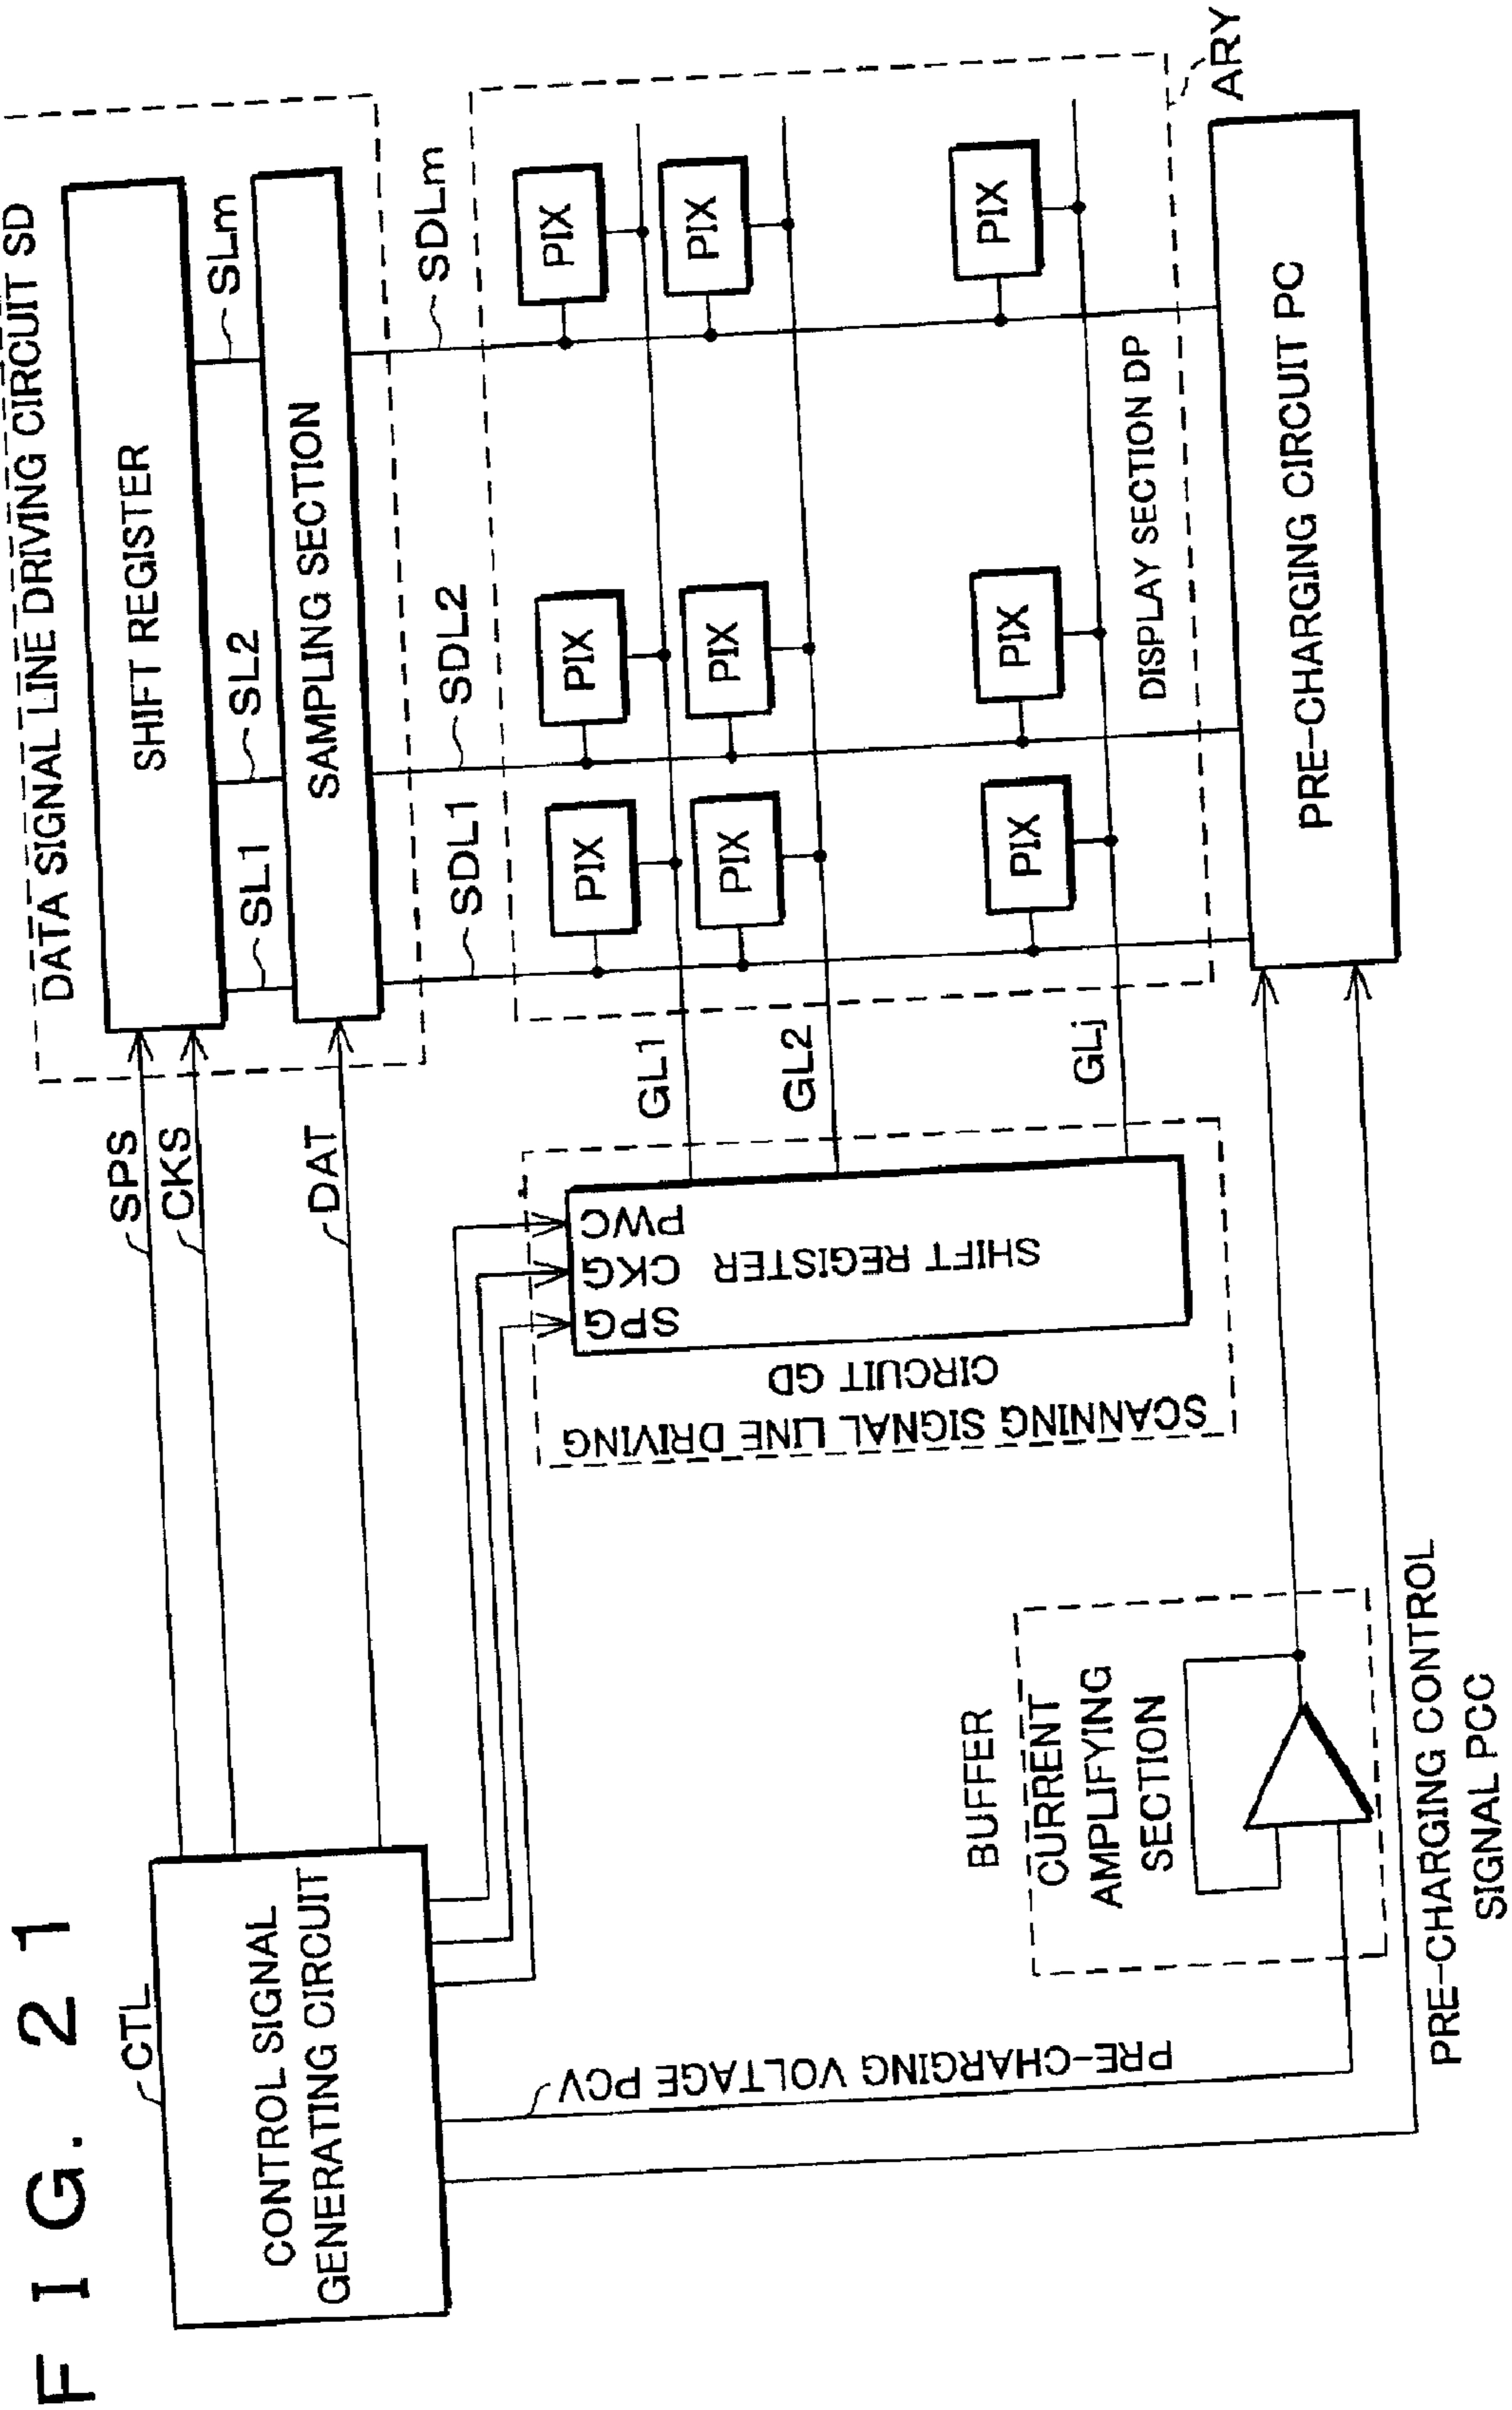 FIG. 21
CTL
CONTROL SIGNAL
GENERATING CIRCUIT
SPS
CKS
DAT
DATA SIGNAL LINE DRIVING CIRCUIT SD
SHIFT REGISTER
SL1
SL2
SLm
SAMPLING SECTION
SDL1
SDL2
SDLm
PIX
PIX
PIX
GL1
PIX
PIX
PIX
GL2
PIX
PIX
PIX
GLj
DISPLAY SECTION DP
ARY
SPG
CKG
PWC
SHIFT REGISTER
SCANNING SIGNAL LINE DRIVING
CIRCUIT GD
PRE-CHARGING VOLTAGE PCV
BUFFER
CURRENT
AMPLIFYING
SECTION
PRE-CHARGING CIRCUIT PC
PRE-CHARGING CONTROL
SIGNAL PCC